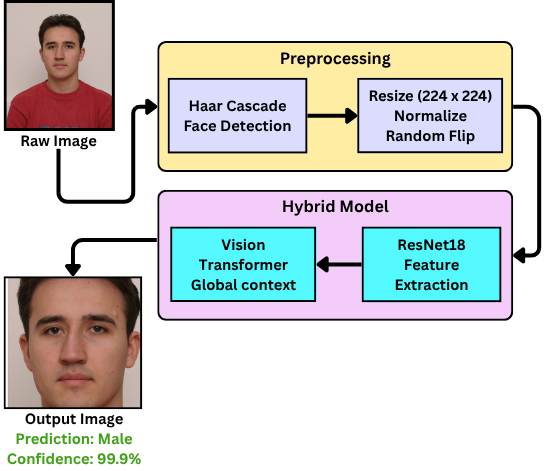 Raw Image
Preprocessing
Haar Cascade
Face Detection
Resize (224 x 224)
Normalize
Random Flip
Hybrid Model
ResNet18
Feature
Extraction
Vision
Transformer
Global context
Output Image
Prediction: Male
Confidence: 99.9%